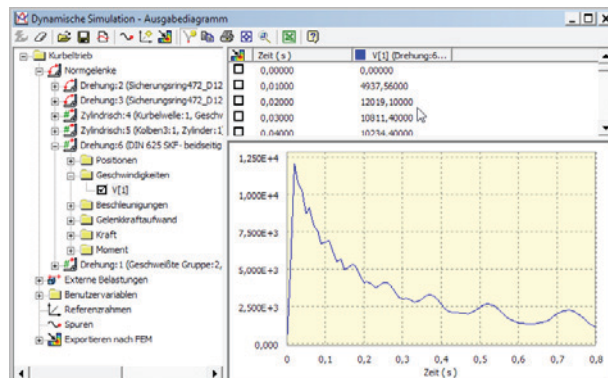 Dynamische Simulation - Ausgabediagramm
Kurbeltrieb
Normgelenke
Drehung:2 (Sicherungsring472_D12
Drehung:3 (Sicherungsring472_D12
Zylindrisch:4 (Kurbelwelle:1, Geschw
Zylindrisch:5 (Kolben3:1, Zylinder:1)
Drehung:6 (DIN 625 SKF- beidseitig
Positionen
Geschwindigkeiten
V[1]
Beschleunigungen
Gelenkkraftaufwand
Kraft
Moment
Drehung:1 (Geschweißte Gruppe:2,
Externe Belastungen
Benutzervariablen
Referenzrahmen
Spuren
Exportieren nach FEM
Zeit ( s ) V[1] (Drehung:6...
0,00000 0,00000
0,01000 4937,56000
0,02000 12019,10000
0,03000 10811,40000
0,04000 10234,40000
1,250E+4
1,000E+4
7,500E+3
5,000E+3
2,500E+3
0,000
0 0,1 0,2 0,3 0,4 0,5 0,6 0,7 0,8
Zeit ( s )